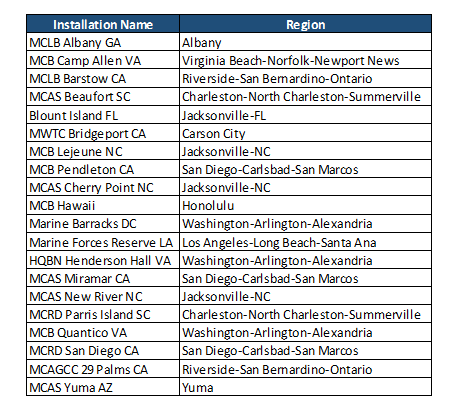 Installation Name Region
MCLB Albany GA Albany
MCB Camp Allen VA Virginia Beach-Norfolk-Newport News
MCLB Barstow CA Riverside-San Bernardino-Ontario
MCAS Beaufort SC Charleston-North Charleston-Summerville
Blount Island FL Jacksonville-FL
MWTC Bridgeport CA Carson City
MCB Lejeune NC Jacksonville-NC
MCB Pendleton CA San Diego-Carlsbad-San Marcos
MCAS Cherry Point NC Jacksonville-NC
MCB Hawaii Honolulu
Marine Barracks DC Washington-Arlington-Alexandria
Marine Forces Reserve LA Los Angeles-Long Beach-Santa Ana
HQBN Henderson Hall VA Washington-Arlington-Alexandria
MCAS Miramar CA San Diego-Carlsbad-San Marcos
MCAS New River NC Jacksonville-NC
MCRD Parris Island SC Charleston-North Charleston-Summerville
MCB Quantico VA Washington-Arlington-Alexandria
MCRD San Diego CA San Diego-Carlsbad-San Marcos
MCAGCC 29 Palms CA Riverside-San Bernardino-Ontario
MCAS Yuma AZ Yuma